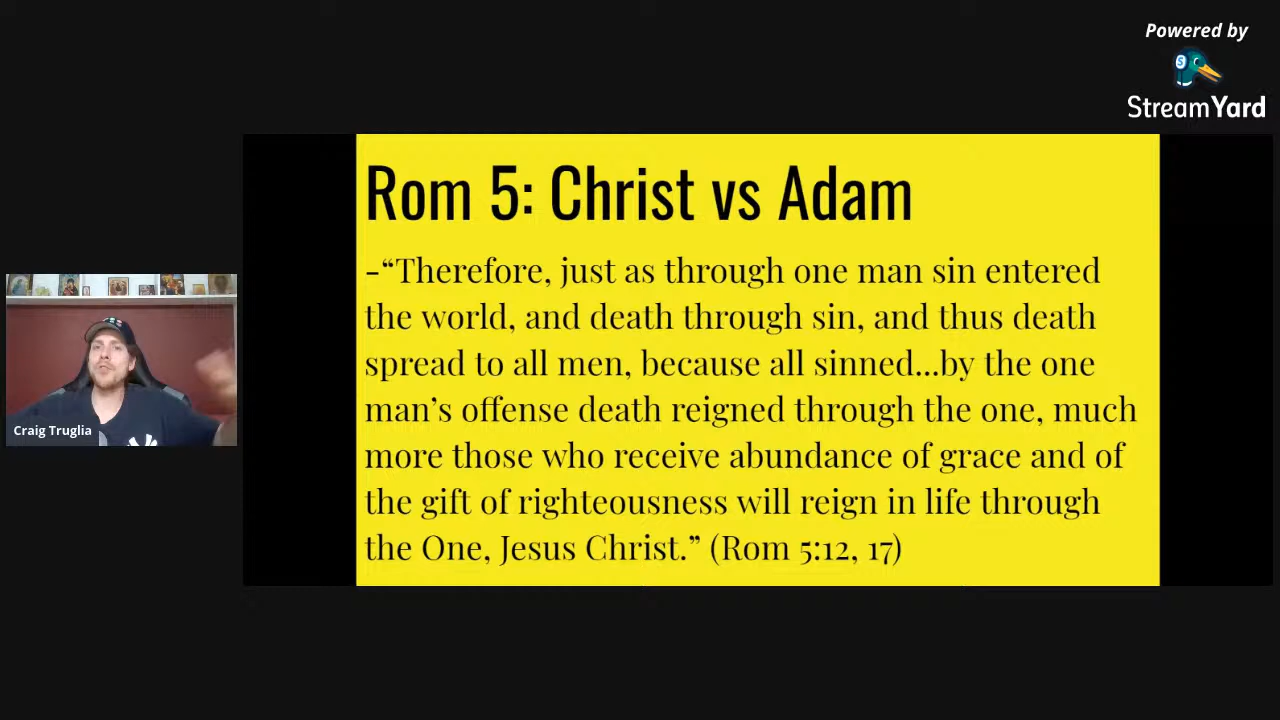 Powered by
StreamYard
Rom 5: Christ vs Adam
-“Therefore, just as through one man sin entered
the world, and death through sin, and thus death
spread to all men, because all sinned...by the one
man’s offense death reigned through the one, much
more those who receive abundance of grace and of
the gift of righteousness will reign in life through
the One, Jesus Christ.” (Rom 5:12, 17)
Craig Truglia